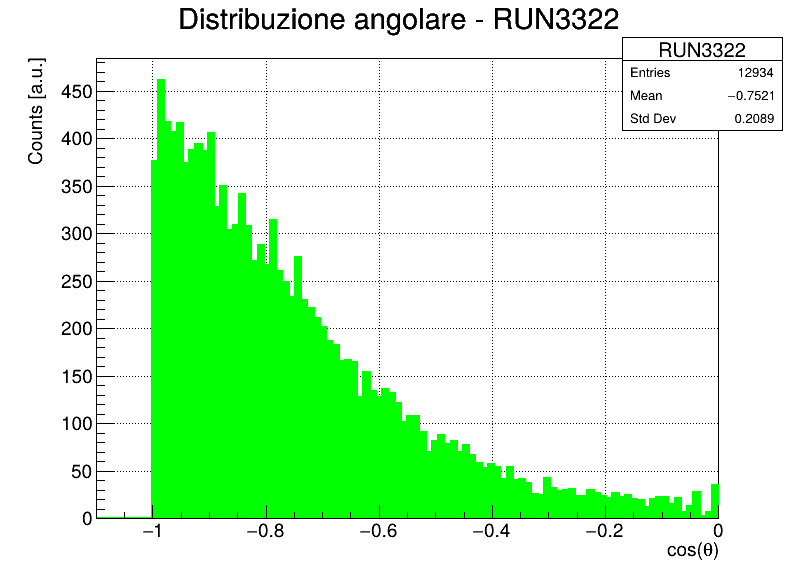 Distribuzione angolare - RUN3322
RUN3322
Entries 12934
Mean −0.7521
Std Dev 0.2089
Counts [a.u.]
450
400
350
300
250
200
150
100
50
0
−1 −0.8 −0.6 −0.4 −0.2 0
cos(θ)